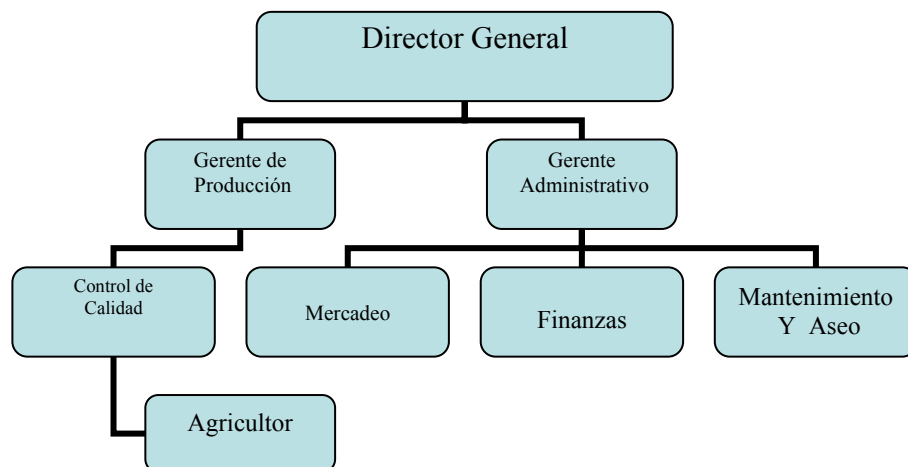 Director General
Gerente de
Producción
Gerente
Administrativo
Control de
Calidad
Mercadeo
Finanzas
Mantenimiento
Y Aseo
Agricultor